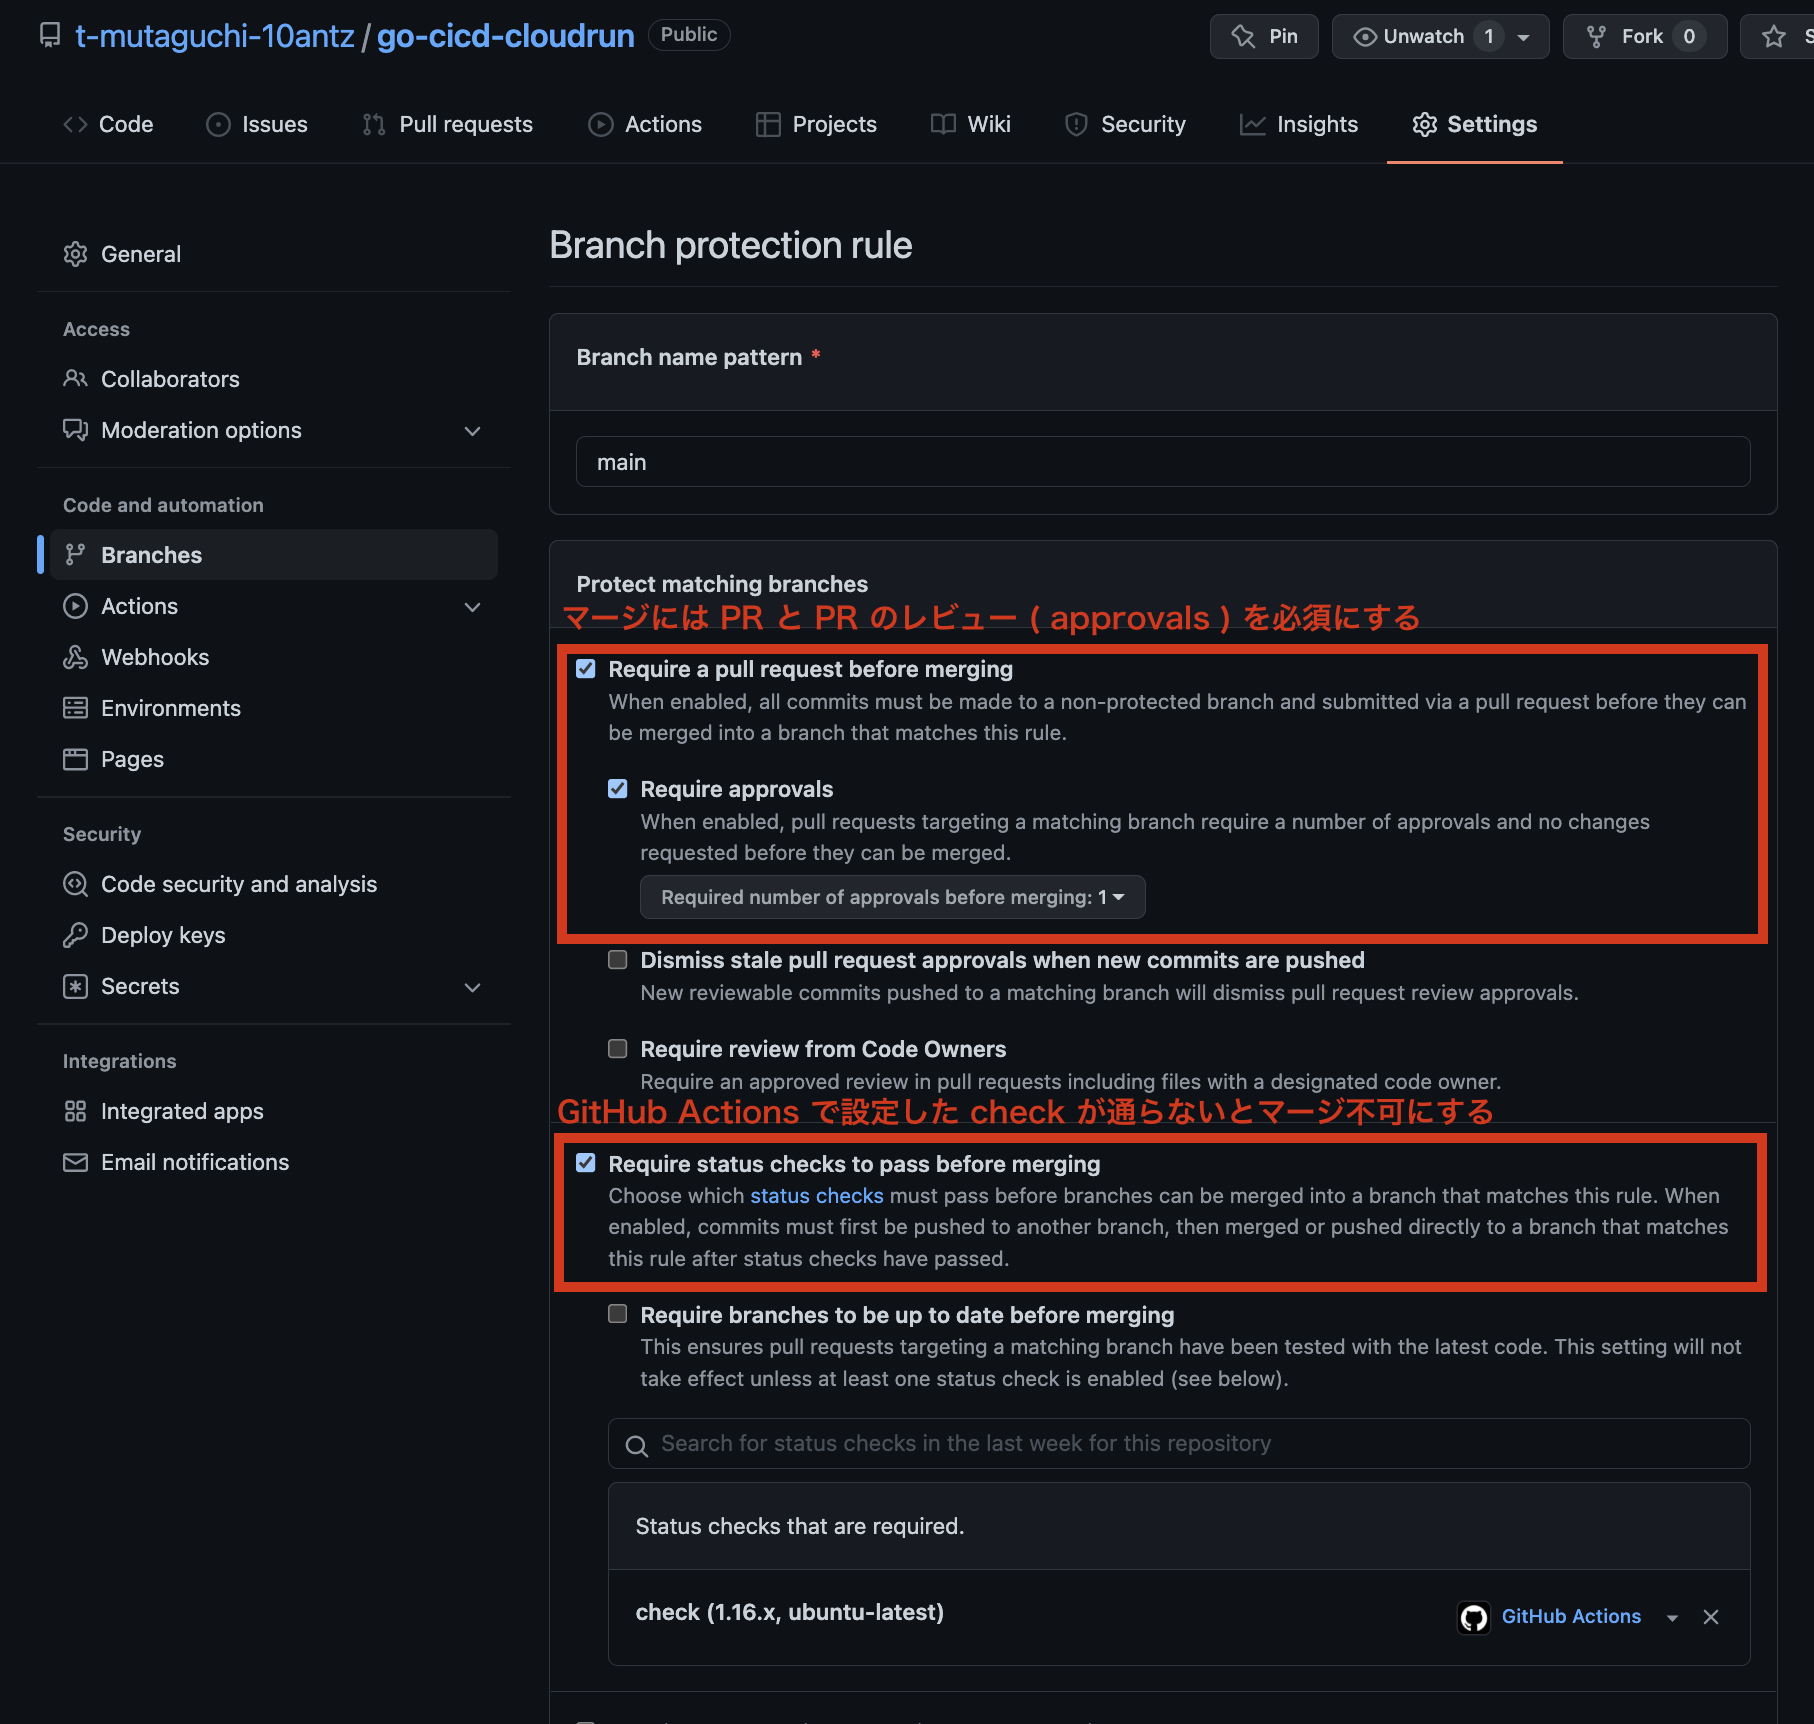 t-mutaguchi-10antz / go-cicd-cloudrun Public
Pin
Unwatch 1
Fork 0
Code
Issues
Pull requests
Actions
Projects
Wiki
Security
Insights
Settings
General
Access
Collaborators
Moderation options
Code and automation
Branches
Actions
Webhooks
Environments
Pages
Security
Code security and analysis
Deploy keys
Secrets
Integrations
Integrated apps
Email notifications
Branch protection rule
Branch name pattern *
main
Protect matching branches
マージには PR と PR のレビュー ( approvals ) を必須にする
Require a pull request before merging
When enabled, all commits must be made to a non-protected branch and submitted via a pull request before they can
be merged into a branch that matches this rule.
Require approvals
When enabled, pull requests targeting a matching branch require a number of approvals and no changes
requested before they can be merged.
Required number of approvals before merging: 1
Dismiss stale pull request approvals when new commits are pushed
New reviewable commits pushed to a matching branch will dismiss pull request review approvals.
Require review from Code Owners
Require an approved review in pull requests including files with a designated code owner.
GitHub Actions で設定した check が通らないとマージ不可にする
Require status checks to pass before merging
Choose which status checks must pass before branches can be merged into a branch that matches this rule. When
enabled, commits must first be pushed to another branch, then merged or pushed directly to a branch that matches
this rule after status checks have passed.
Require branches to be up to date before merging
This ensures pull requests targeting a matching branch have been tested with the latest code. This setting will not
take effect unless at least one status check is enabled (see below).
Search for status checks in the last week for this repository
Status checks that are required.
check (1.16.x, ubuntu-latest)
GitHub Actions